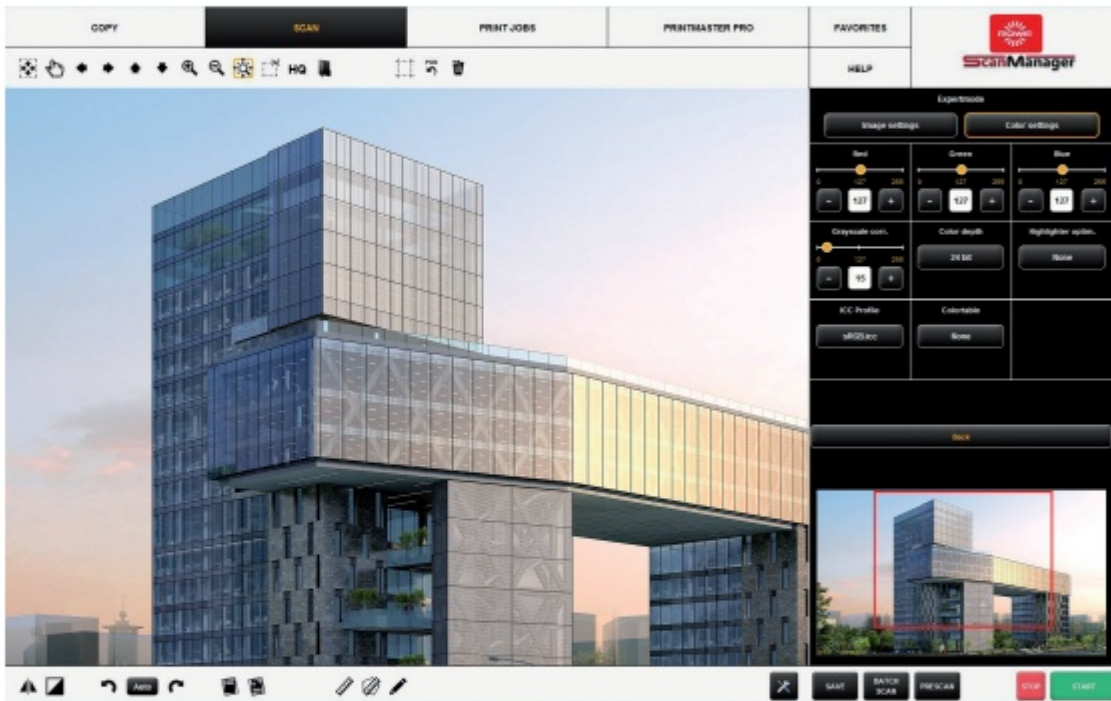 COPY
SCAN
PRINT JOBS
PRINTMASTER PRO
FAVORITES
HELP
ROWE
ScanManager
HQ
Expertmode
Image settings
Color settings
Red
Green
Blue
0 127 255
0 127 255
0 127 255
- 127 +
- 127 +
- 127 +
Grayscale corr.
Color depth
Highlighter optim.
0 127 255
24 bit
None
- 15 +
ICC Profile
Colortable
sRGB.icc
None
Back
Auto
SAVE
BATCH SCAN
PRESCAN
STOP
START